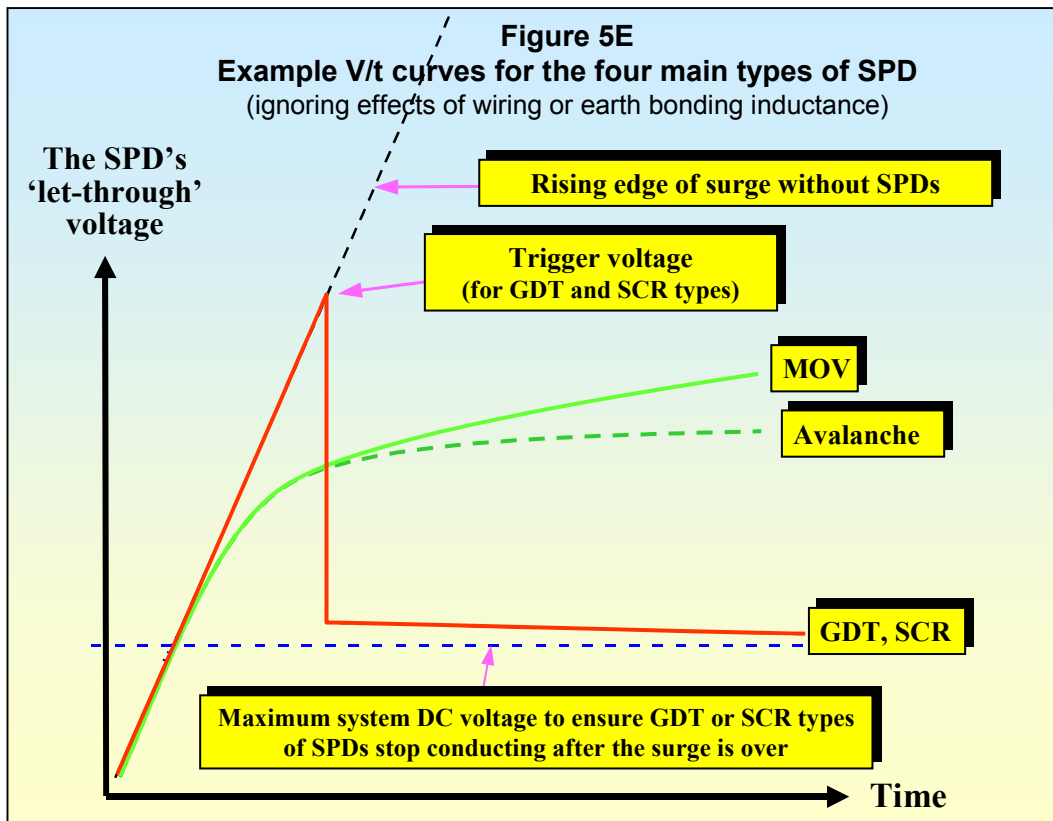 Figure 5E
Example V/t curves for the four main types of SPD
(ignoring effects of wiring or earth bonding inductance)
The SPD's
'let-through'
voltage
Rising edge of surge without SPDs
Trigger voltage
(for GDT and SCR types)
MOV
Avalanche
GDT, SCR
Maximum system DC voltage to ensure GDT or SCR types
of SPDs stop conducting after the surge is over
Time